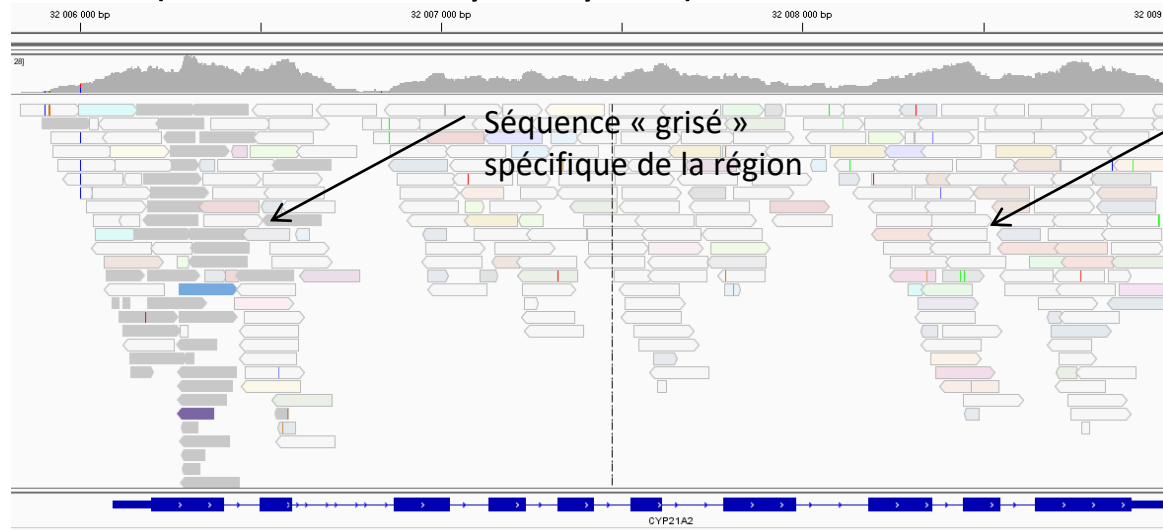 32 006 000 bp
32 007 000 bp
32 008 000 bp
32 009
28]
Séquence « grisé »
spécifique de la région
CYP21A2